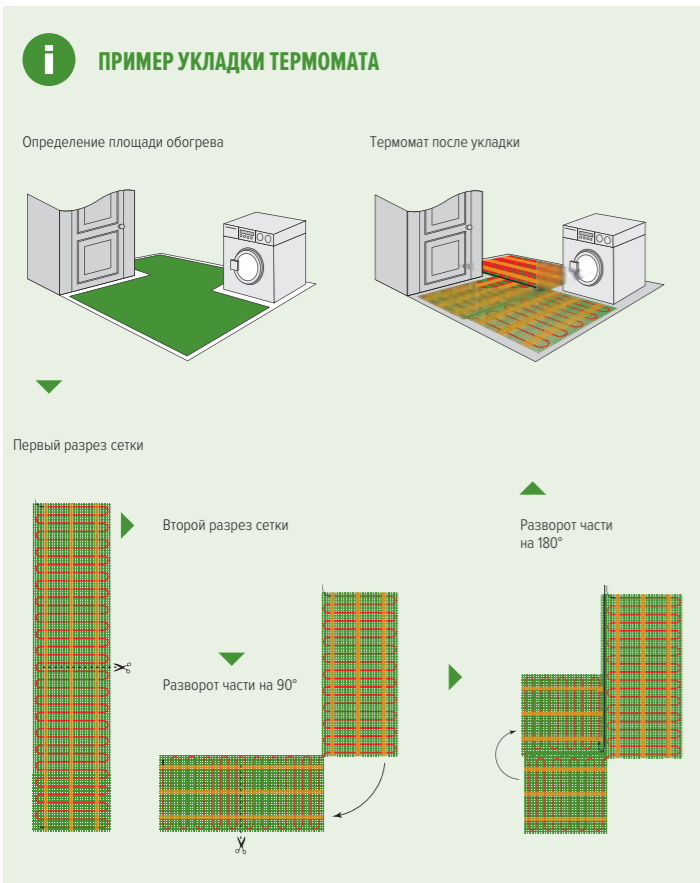 ПРИМЕР УКЛАДКИ ТЕРМОМАТА
Определение площади обогрева
Термомат после укладки
Первый разрез сетки
Второй разрез сетки
Разворот части
на 180°
Разворот части на 90°